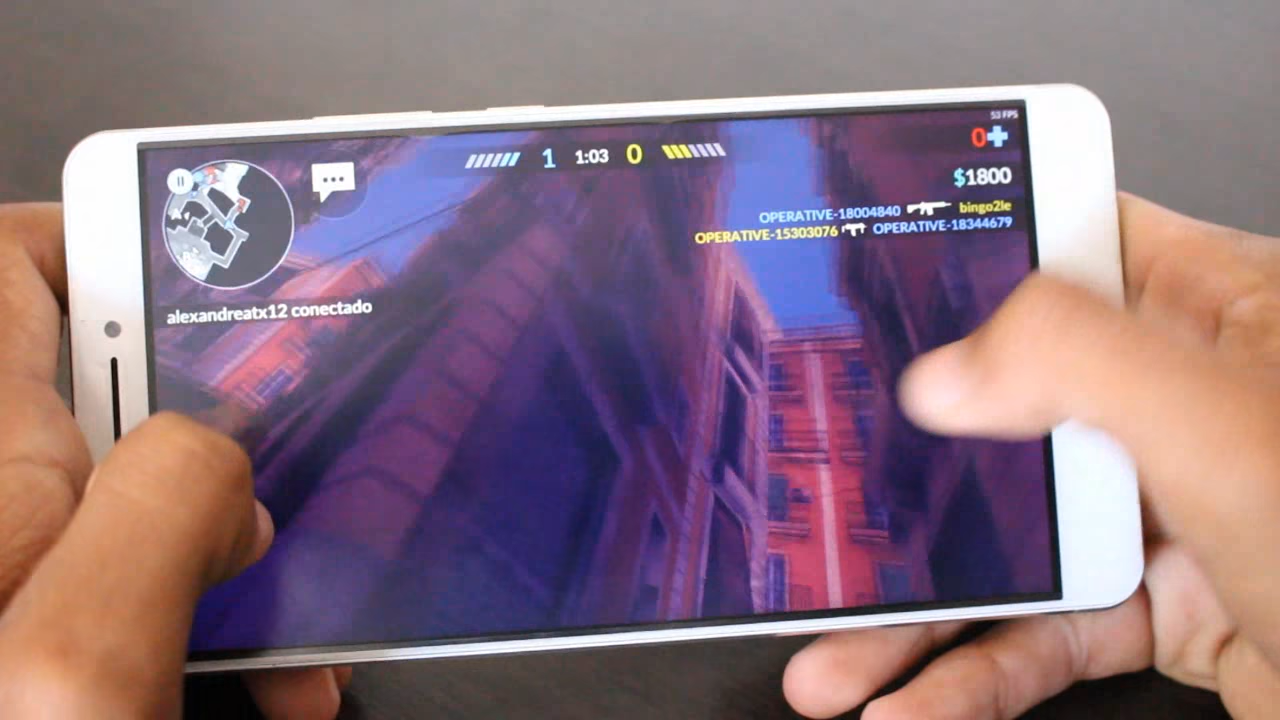 53 FPS
1 1:03 0
0
$1800
OPERATIVE-18004840 bingo2le
OPERATIVE-15303076 OPERATIVE-18344679
A
B
alexandreatx12 conectado